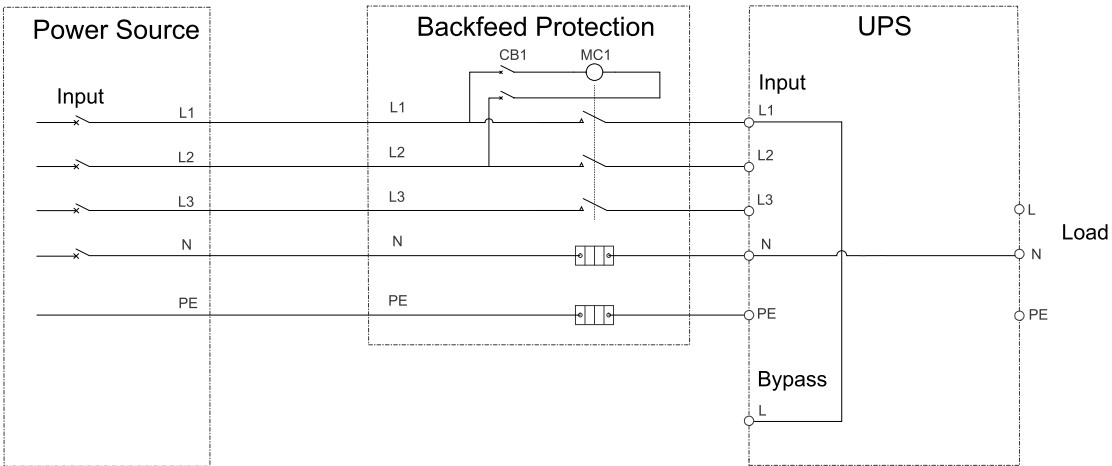 Power Source
Backfeed Protection
UPS
CB1
MC1
Input
Input
L1
L1
L1
L2
L2
L2
L3
L3
L3
L
Load
N
N
N
N
PE
PE
PE
PE
Bypass
L